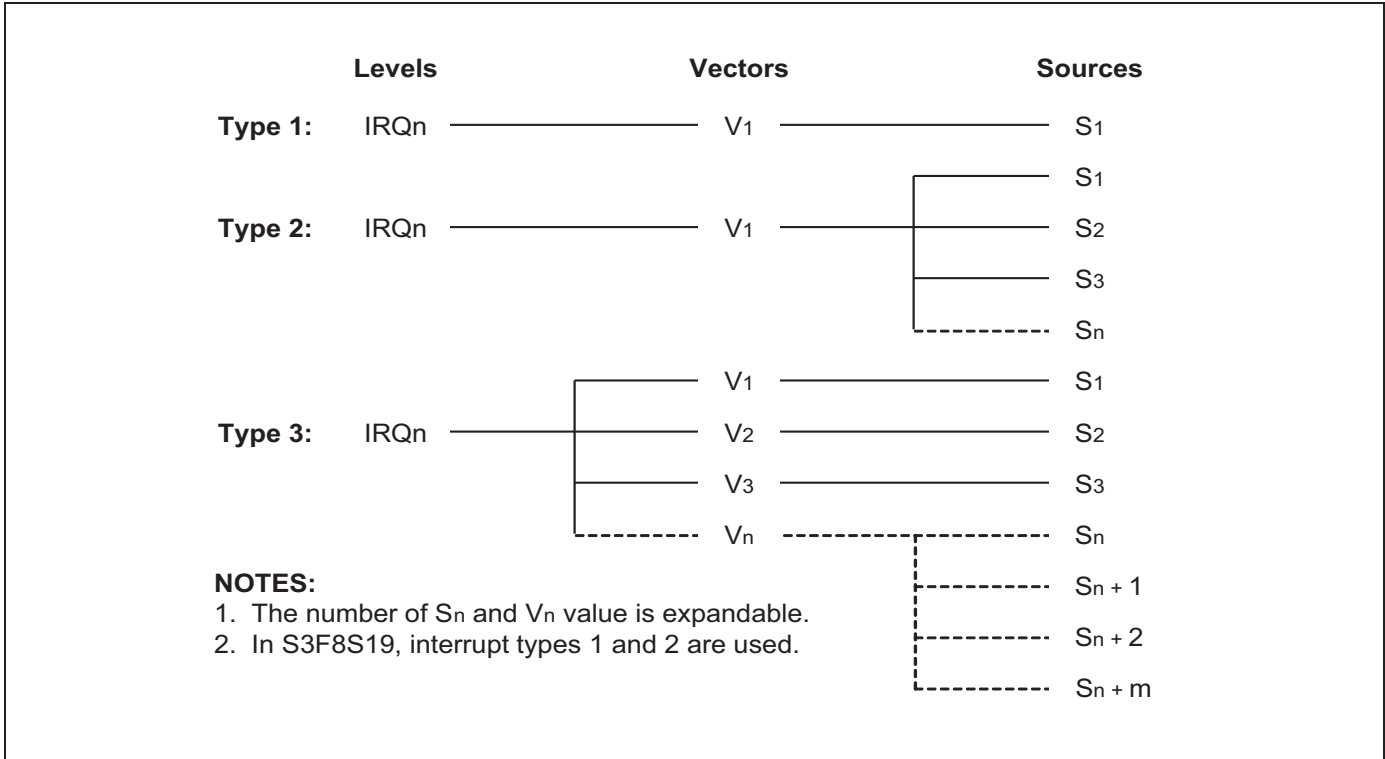 Levels Vectors Sources
Type 1: IRQn V1 S1
S1
Type 2: IRQn V1 S2
S3
Sn
V1 S1
Type 3: IRQn V2 S2
V3 S3
Vn Sn
NOTES: Sn + 1
1. The number of Sn and Vn value is expandable.
2. In S3F8S19, interrupt types 1 and 2 are used. Sn + 2
Sn + m